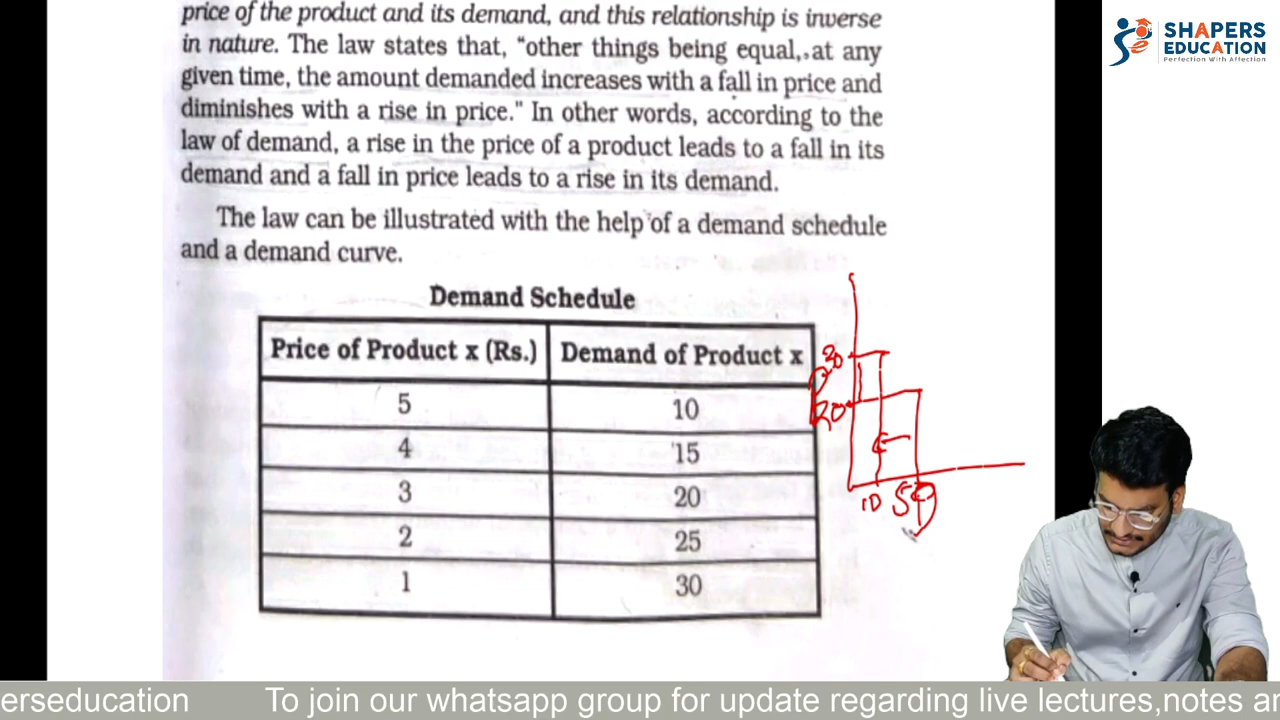 price of the product and its demand, and this relationship is inverse
in nature. The law states that, "other things being equal, at any
given time, the amount demanded increases with a fall in price and
diminishes with a rise in price." In other words, according to the
law of demand, a rise in the price of a product leads to a fall in its
demand and a fall in price leads to a rise in its demand.
The law can be illustrated with the help of a demand schedule
and a demand curve.
Demand Schedule
Price of Product x (Rs.) Demand of Product x
5 10
4 15
3 20
2 25
1 30
30
20
10 50
SHAPERS
EDUCATION
Perfection With Affection
erseducation To join our whatsapp group for update regarding live lectures,notes an